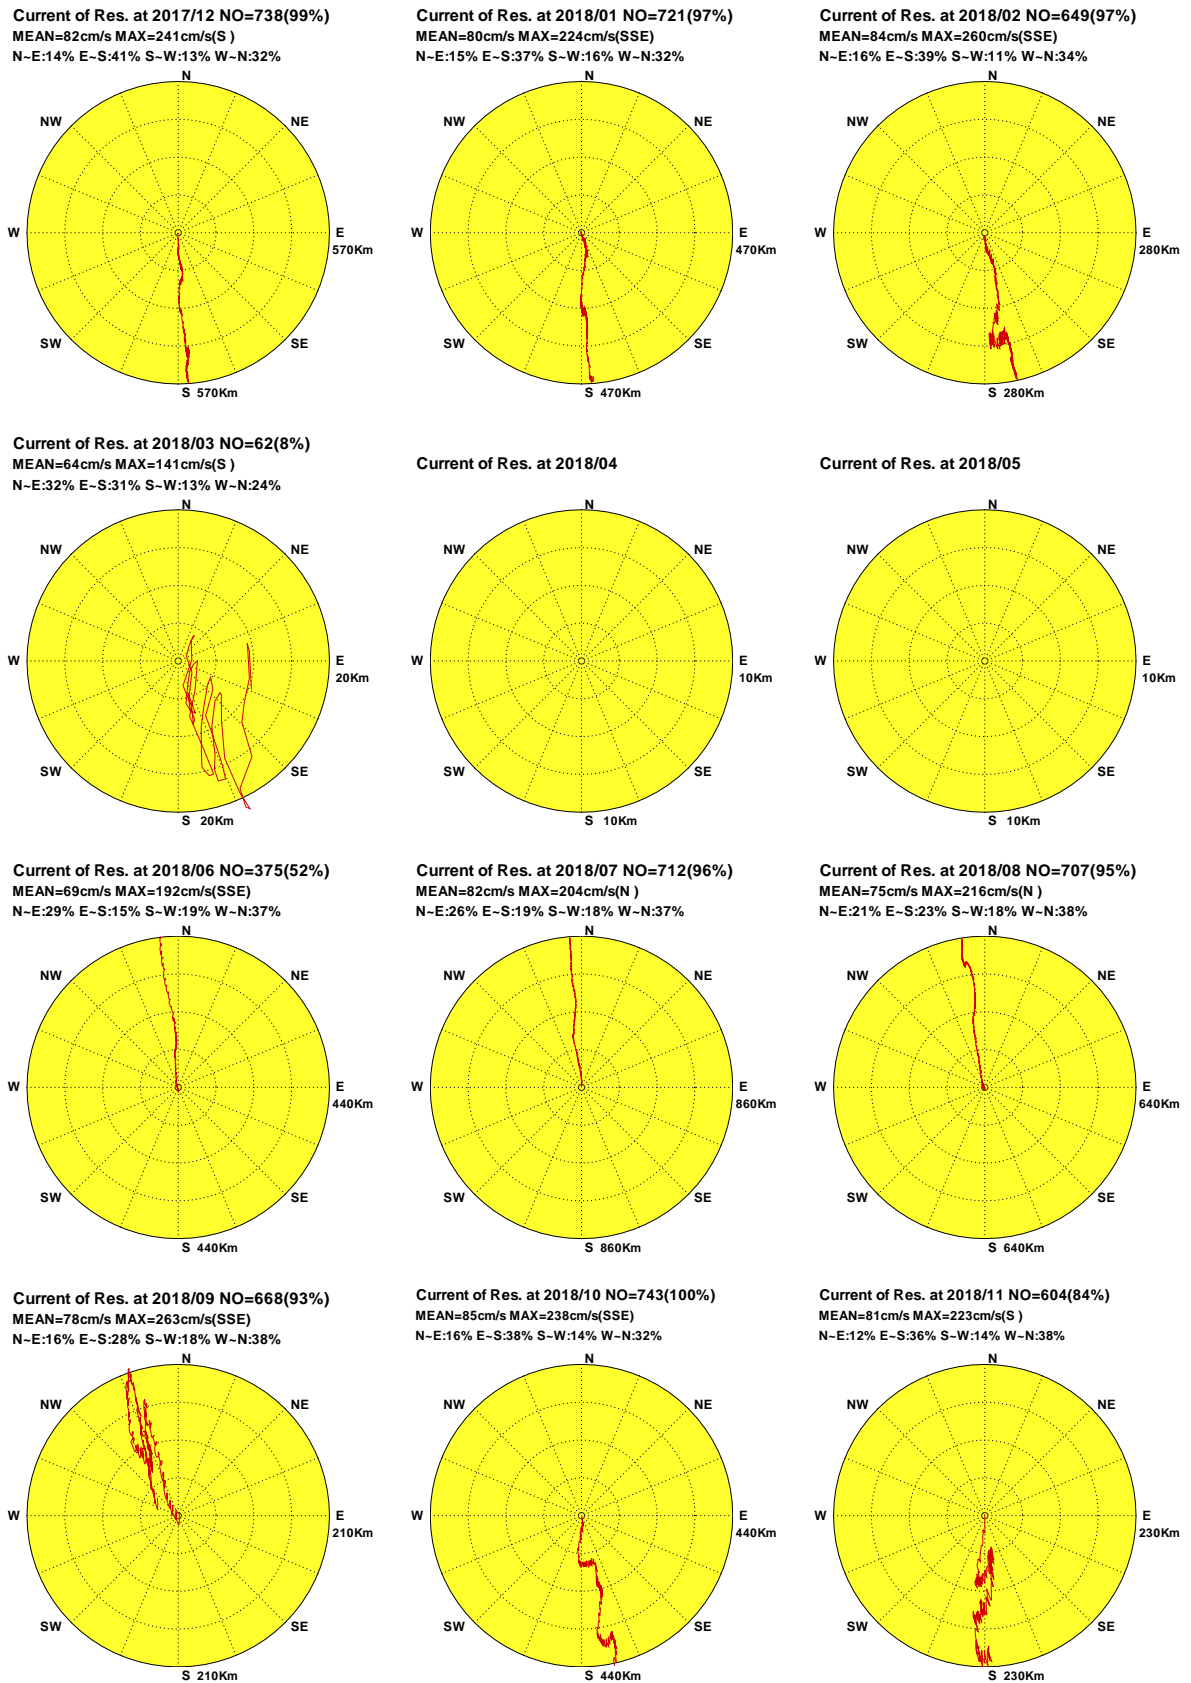 Current of Res. at 2017/12 NO=738(99%)
MEAN=82cm/s MAX=241cm/s(S )
N~E:14% E~S:41% S~W:13% W~N:32%
N
NW
NE
W
E
570Km
SW
SE
S 570Km
Current of Res. at 2018/01 NO=721(97%)
MEAN=80cm/s MAX=224cm/s(SSE)
N~E:15% E~S:37% S~W:16% W~N:32%
N
NW
NE
W
E
470Km
SW
SE
S 470Km
Current of Res. at 2018/02 NO=649(97%)
MEAN=84cm/s MAX=260cm/s(SSE)
N~E:16% E~S:39% S~W:11% W~N:34%
N
NW
NE
W
E
280Km
SW
SE
S 280Km
Current of Res. at 2018/03 NO=62(8%)
MEAN=64cm/s MAX=141cm/s(S )
N~E:32% E~S:31% S~W:13% W~N:24%
N
NW
NE
W
E
20Km
SW
SE
S 20Km
Current of Res. at 2018/04
N
NW
NE
W
E
10Km
SW
SE
S 10Km
Current of Res. at 2018/05
N
NW
NE
W
E
10Km
SW
SE
S 10Km
Current of Res. at 2018/06 NO=375(52%)
MEAN=69cm/s MAX=192cm/s(SSE)
N~E:29% E~S:15% S~W:19% W~N:37%
N
NW
NE
W
E
440Km
SW
SE
S 440Km
Current of Res. at 2018/07 NO=712(96%)
MEAN=82cm/s MAX=204cm/s(N )
N~E:26% E~S:19% S~W:18% W~N:37%
N
NW
NE
W
E
860Km
SW
SE
S 860Km
Current of Res. at 2018/08 NO=707(95%)
MEAN=75cm/s MAX=216cm/s(N )
N~E:21% E~S:23% S~W:18% W~N:38%
N
NW
NE
W
E
640Km
SW
SE
S 640Km
Current of Res. at 2018/09 NO=668(93%)
MEAN=78cm/s MAX=263cm/s(SSE)
N~E:16% E~S:28% S~W:18% W~N:38%
N
NW
NE
W
E
210Km
SW
SE
S 210Km
Current of Res. at 2018/10 NO=743(100%)
MEAN=85cm/s MAX=238cm/s(SSE)
N~E:16% E~S:38% S~W:14% W~N:32%
N
NW
NE
W
E
440Km
SW
SE
S 440Km
Current of Res. at 2018/11 NO=604(84%)
MEAN=81cm/s MAX=223cm/s(S )
N~E:12% E~S:36% S~W:14% W~N:38%
N
NW
NE
W
E
230Km
SW
SE
S 230Km